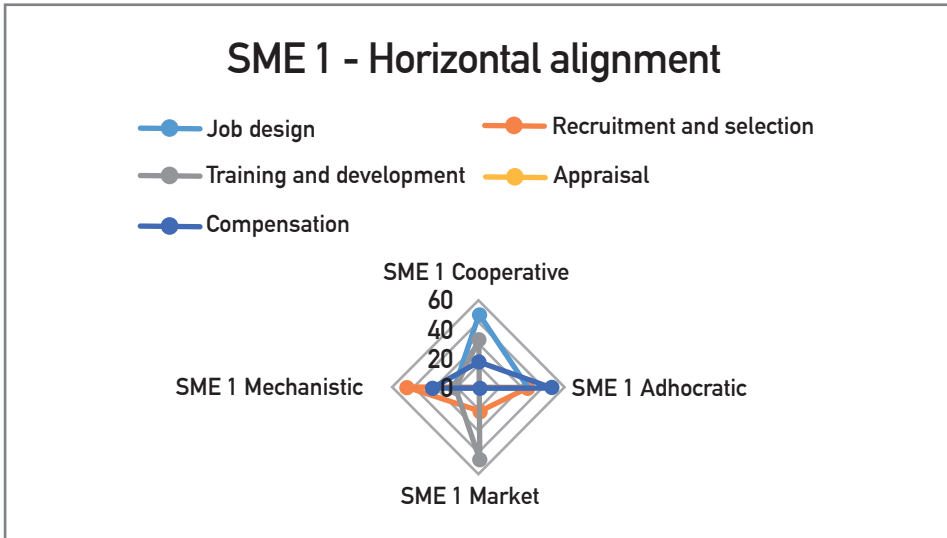 SME 1 - Horizontal alignment
Job design
Recruitment and selection
Training and development
Appraisal
Compensation
SME 1 Cooperative
60
40
20
0
SME 1 Mechanistic
SME 1 Adhocratic
SME 1 Market